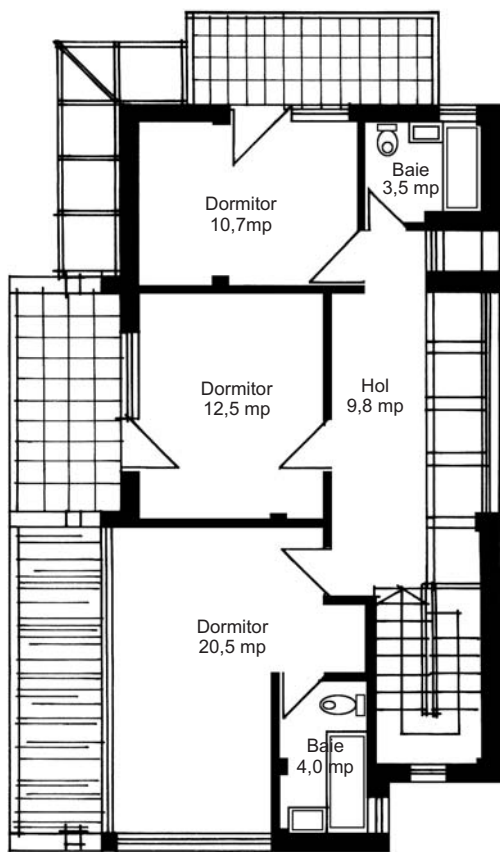 Baie
3,5 mp
Dormitor
10,7mp
Dormitor
12,5 mp
Hol
9,8 mp
Dormitor
20,5 mp
Baie
4,0 mp